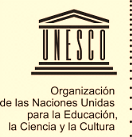 UNESCO
Organización
de las Naciones Unidas
para la Educación,
la Ciencia y la Cultura